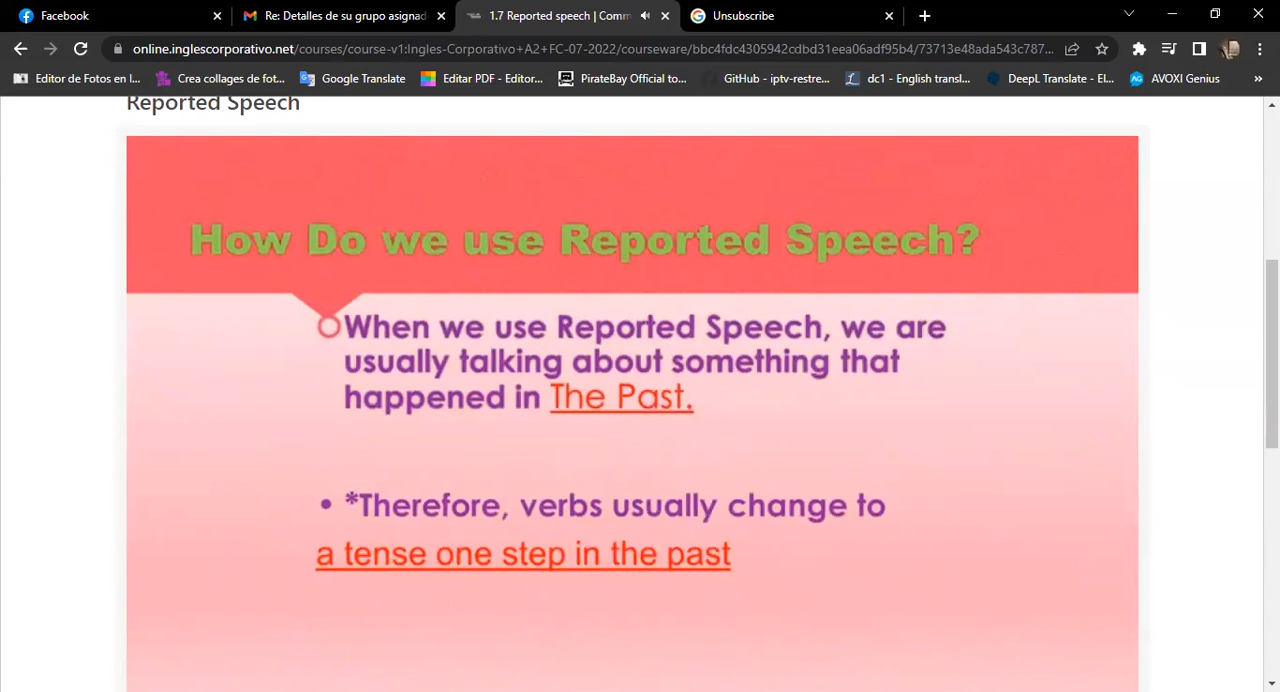 Facebook
Re: Detalles de su grupo asignad
1.7 Reported speech | Comm
Unsubscribe
online.inglescorporativo.net/courses/course-v1:Ingles-Corporativo+A2+FC-07-2022/courseware/bbc4fdc4305942cdbd31eea06adf95b4/73713e48ada543c787...
Editor de Fotos en l...
Crea collages de fot...
Google Translate
Editar PDF - Editor...
PirateBay Official to...
GitHub - iptv-restre...
dc1 - English transl...
DeepL Translate - El...
AVOXI Genius
»
Reported Speech
How Do we use Reported Speech?
When we use Reported Speech, we are
usually talking about something that
happened in The Past.
• *Therefore, verbs usually change to
a tense one step in the past